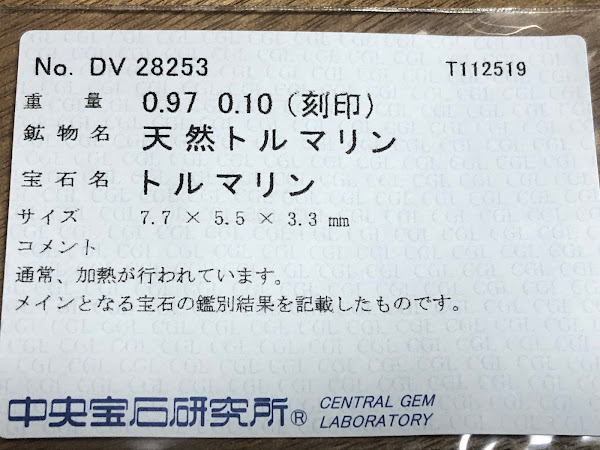 No. DV 28253 T112519
重量 0.97 0.10 (刻印)
鉱物名 天然トルマリン
宝石名 トルマリン
サイズ 7.7 × 5.5 × 3.3 mm
コメント
通常、加熱が行われています。
メインとなる宝石の鑑別結果を記載したものです。
中央宝石研究所® CENTRAL GEM
LABORATORY